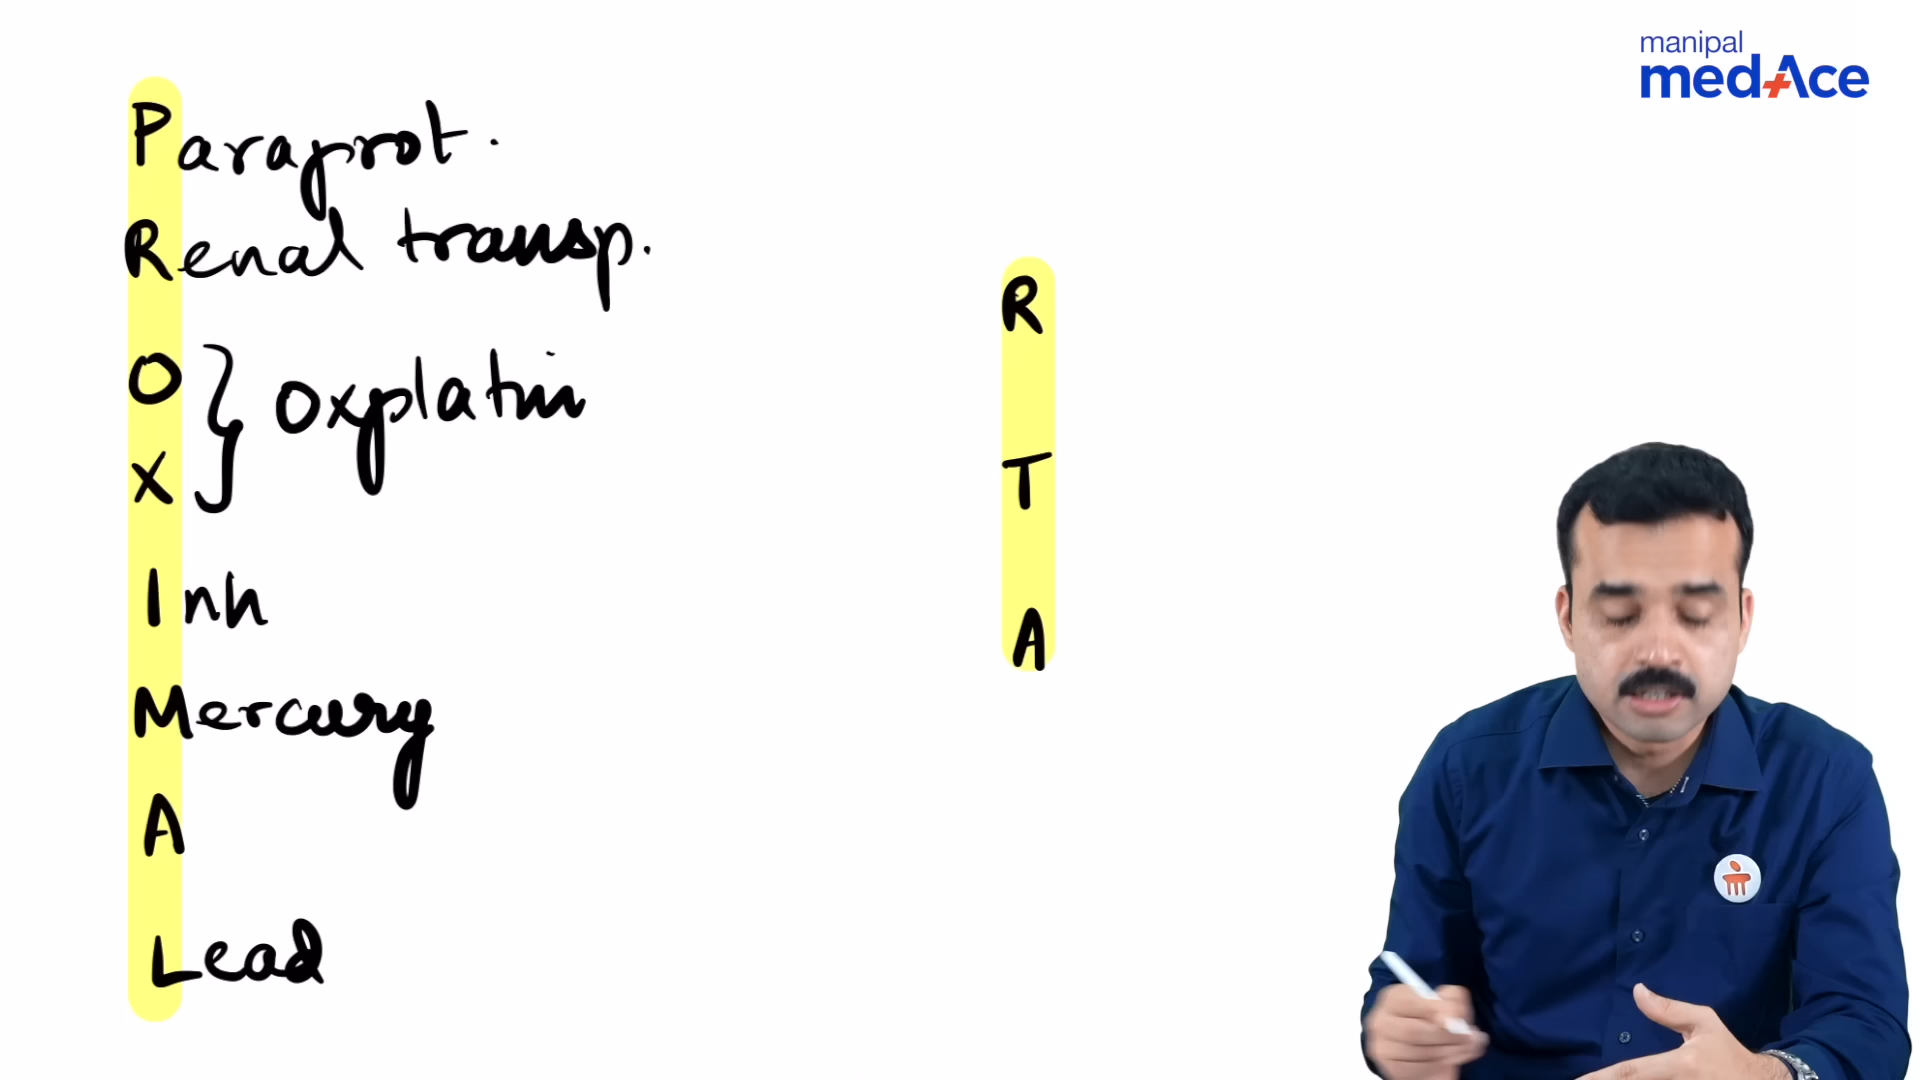 manipal
medAce
Paraprot.
Renal transp.
O
X
} Oxplatin
Inh
Mercury
A
Lead
R
T
A